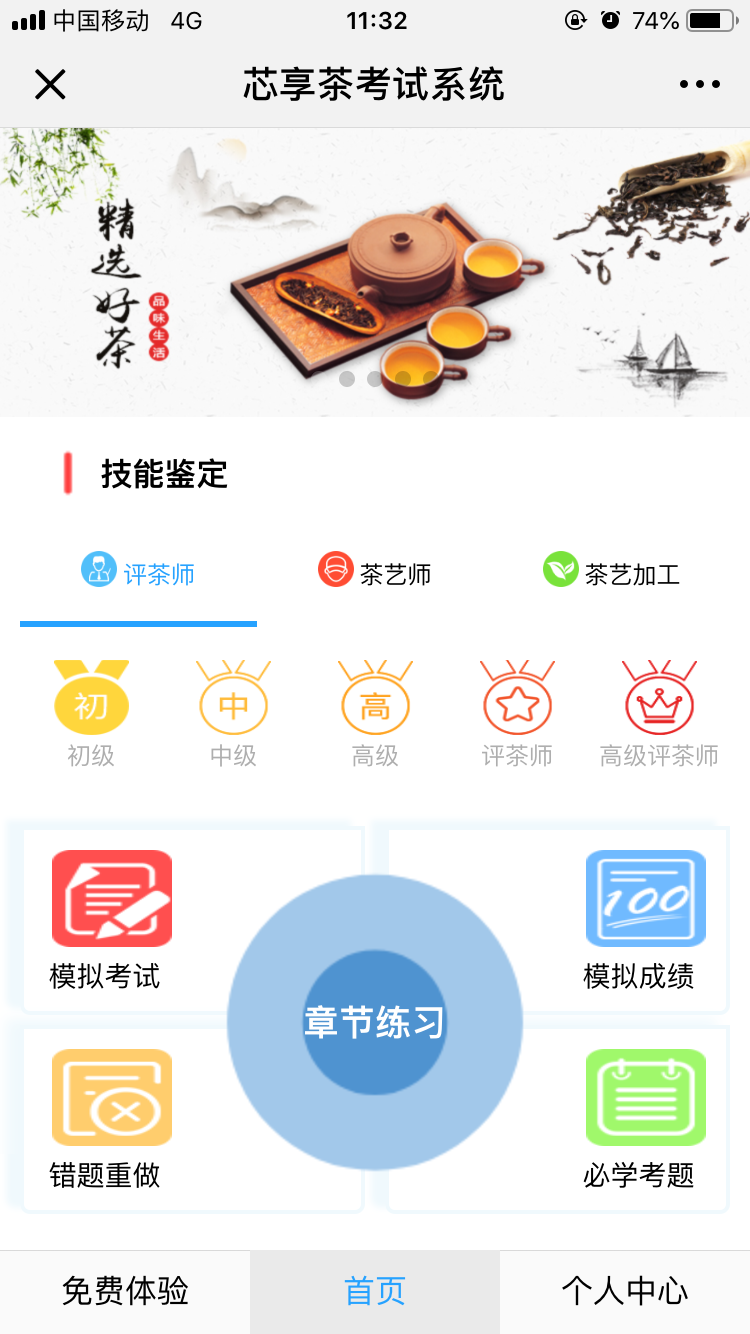 中国移动 4G 11:32 74%
芯享茶考试系统
精选好茶
品味生活
技能鉴定
评茶师 茶艺师 茶艺加工
初 中 高
初级 中级 高级 评茶师 高级评茶师
100
模拟考试 模拟成绩
章节练习
错题重做 必学考题
免费体验 首页 个人中心